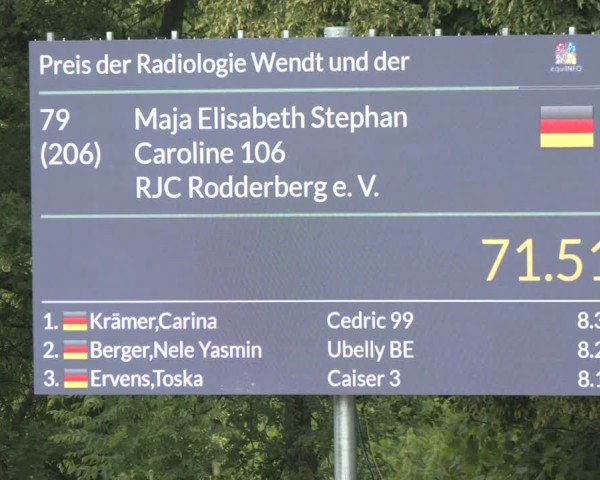 Preis der Radiologie Wendt und der
equiINFO
79 Maja Elisabeth Stephan
(206) Caroline 106
RJC Rodderberg e. V.
71.51
1. Krämer,Carina Cedric 99 8.3
2. Berger,Nele Yasmin Ubelly BE 8.2
3. Ervens,Toska Caiser 3 8.1